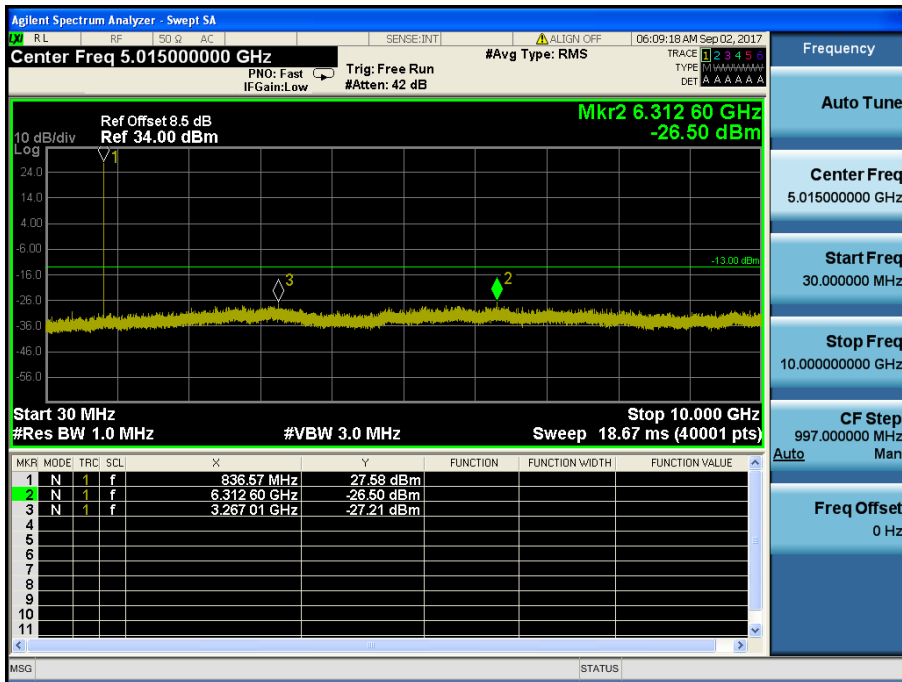 Agilent Spectrum Analyzer - Swept SA
LXI RL RF 50 Ω AC SENSE:INT ALIGN OFF 06:09:18 AM Sep 02, 2017
Center Freq 5.015000000 GHz #Avg Type: RMS TRACE 1 2 3 4 5 6
PNO: Fast Trig: Free Run TYPE M WWWWW
IFGain:Low #Atten: 42 dB DET A A A A A A
Frequency
Auto Tune
Center Freq
5.015000000 GHz
Start Freq
30.000000 MHz
Stop Freq
10.000000000 GHz
CF Step
997.000000 MHz
Auto Man
Freq Offset
0 Hz
Mkr2 6.312 60 GHz
-26.50 dBm
Ref Offset 8.5 dB
10 dB/div Ref 34.00 dBm
Log
1
24.0
14.0
4.00
-6.00
-13.00 dBm
-16.0
3 2
-26.0
-36.0
-46.0
-56.0
Start 30 MHz Stop 10.000 GHz
#Res BW 1.0 MHz #VBW 3.0 MHz Sweep 18.67 ms (40001 pts)
MKR MODE TRC SCL X Y FUNCTION FUNCTION WIDTH FUNCTION VALUE
1 N 1 f 836.57 MHz 27.58 dBm
2 N 1 f 6.312 60 GHz -26.50 dBm
3 N 1 f 3.267 01 GHz -27.21 dBm
4
5
6
7
8
9
10
11
MSG STATUS